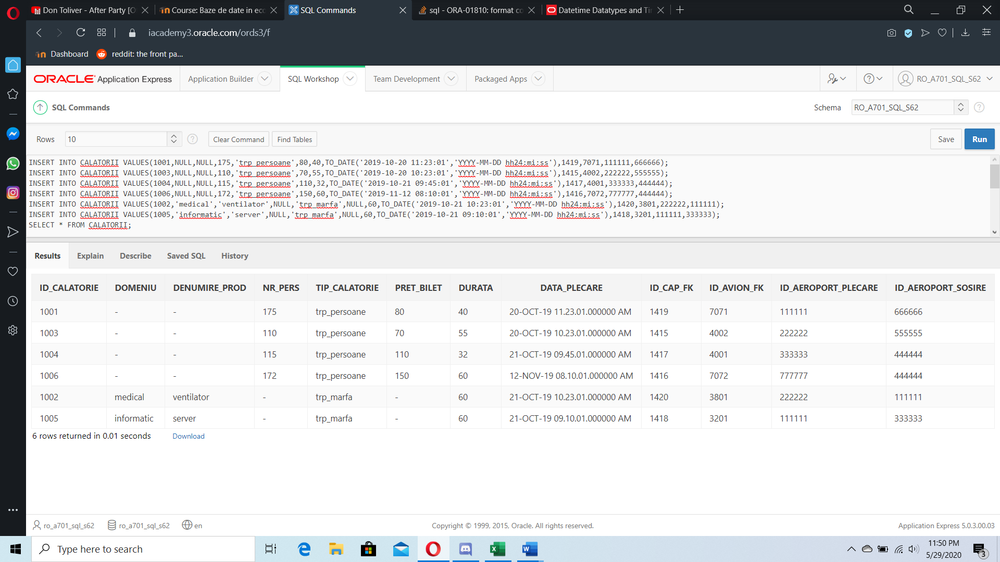 Don Toliver - After Party [O
Course: Baze de date in eco
SQL Commands
sql - ORA-01810: format co
Datetime Datatypes and Tir
iacademy3.oracle.com/ords3/f
Dashboard
reddit: the front pa...
ORACLE Application Express
Application Builder
SQL Workshop
Team Development
Packaged Apps
RO_A701_SQL_S62
SQL Commands
Schema
RO_A701_SQL_S62
Rows
10
Clear Command
Find Tables
Save
Run
INSERT INTO CALATORII VALUES(1001,NULL,NULL,175,'trp_persoane',80,40,TO_DATE('2019-10-20 11:23:01','YYYY-MM-DD hh24:mi:ss'),1419,7071,111111,666666);
INSERT INTO CALATORII VALUES(1003,NULL,NULL,110,'trp_persoane',70,55,TO_DATE('2019-10-20 10:23:01','YYYY-MM-DD hh24:mi:ss'),1415,4002,222222,555555);
INSERT INTO CALATORII VALUES(1004,NULL,NULL,115,'trp_persoane',110,32,TO_DATE('2019-10-21 09:45:01','YYYY-MM-DD hh24:mi:ss'),1417,4001,333333,444444);
INSERT INTO CALATORII VALUES(1006,NULL,NULL,172,'trp_persoane',150,60,TO_DATE('2019-11-12 08:10:01','YYYY-MM-DD hh24:mi:ss'),1416,7072,777777,444444);
INSERT INTO CALATORII VALUES(1002,'medical','ventilator',NULL,'trp_marfa',NULL,60,TO_DATE('2019-10-21 10:23:01','YYYY-MM-DD hh24:mi:ss'),1420,3801,222222,111111);
INSERT INTO CALATORII VALUES(1005,'informatic','server',NULL,'trp_marfa',NULL,60,TO_DATE('2019-10-21 09:10:01','YYYY-MM-DD hh24:mi:ss'),1418,3201,111111,333333);
SELECT * FROM CALATORII;
Results Explain Describe Saved SQL History
ID_CALATORIE DOMENIU DENUMIRE_PROD NR_PERS TIP_CALATORIE PRET_BILET DURATA DATA_PLECARE ID_CAP_FK ID_AVION_FK ID_AEROPORT_PLECARE ID_AEROPORT_SOSIRE
1001 - - 175 trp_persoane 80 40 20-OCT-19 11.23.01.000000 AM 1419 7071 111111 666666
1003 - - 110 trp_persoane 70 55 20-OCT-19 10.23.01.000000 AM 1415 4002 222222 555555
1004 - - 115 trp_persoane 110 32 21-OCT-19 09.45.01.000000 AM 1417 4001 333333 444444
1006 - - 172 trp_persoane 150 60 12-NOV-19 08.10.01.000000 AM 1416 7072 777777 444444
1002 medical ventilator - trp_marfa - 60 21-OCT-19 10.23.01.000000 AM 1420 3801 222222 111111
1005 informatic server - trp_marfa - 60 21-OCT-19 09.10.01.000000 AM 1418 3201 111111 333333
6 rows returned in 0.01 seconds
Download
ro_a701_sql_s62
ro_a701_sql_s62
en
Copyright © 1999, 2015, Oracle. All rights reserved.
Application Express 5.0.3.00.03
Type here to search
11:50 PM
5/29/2020
3